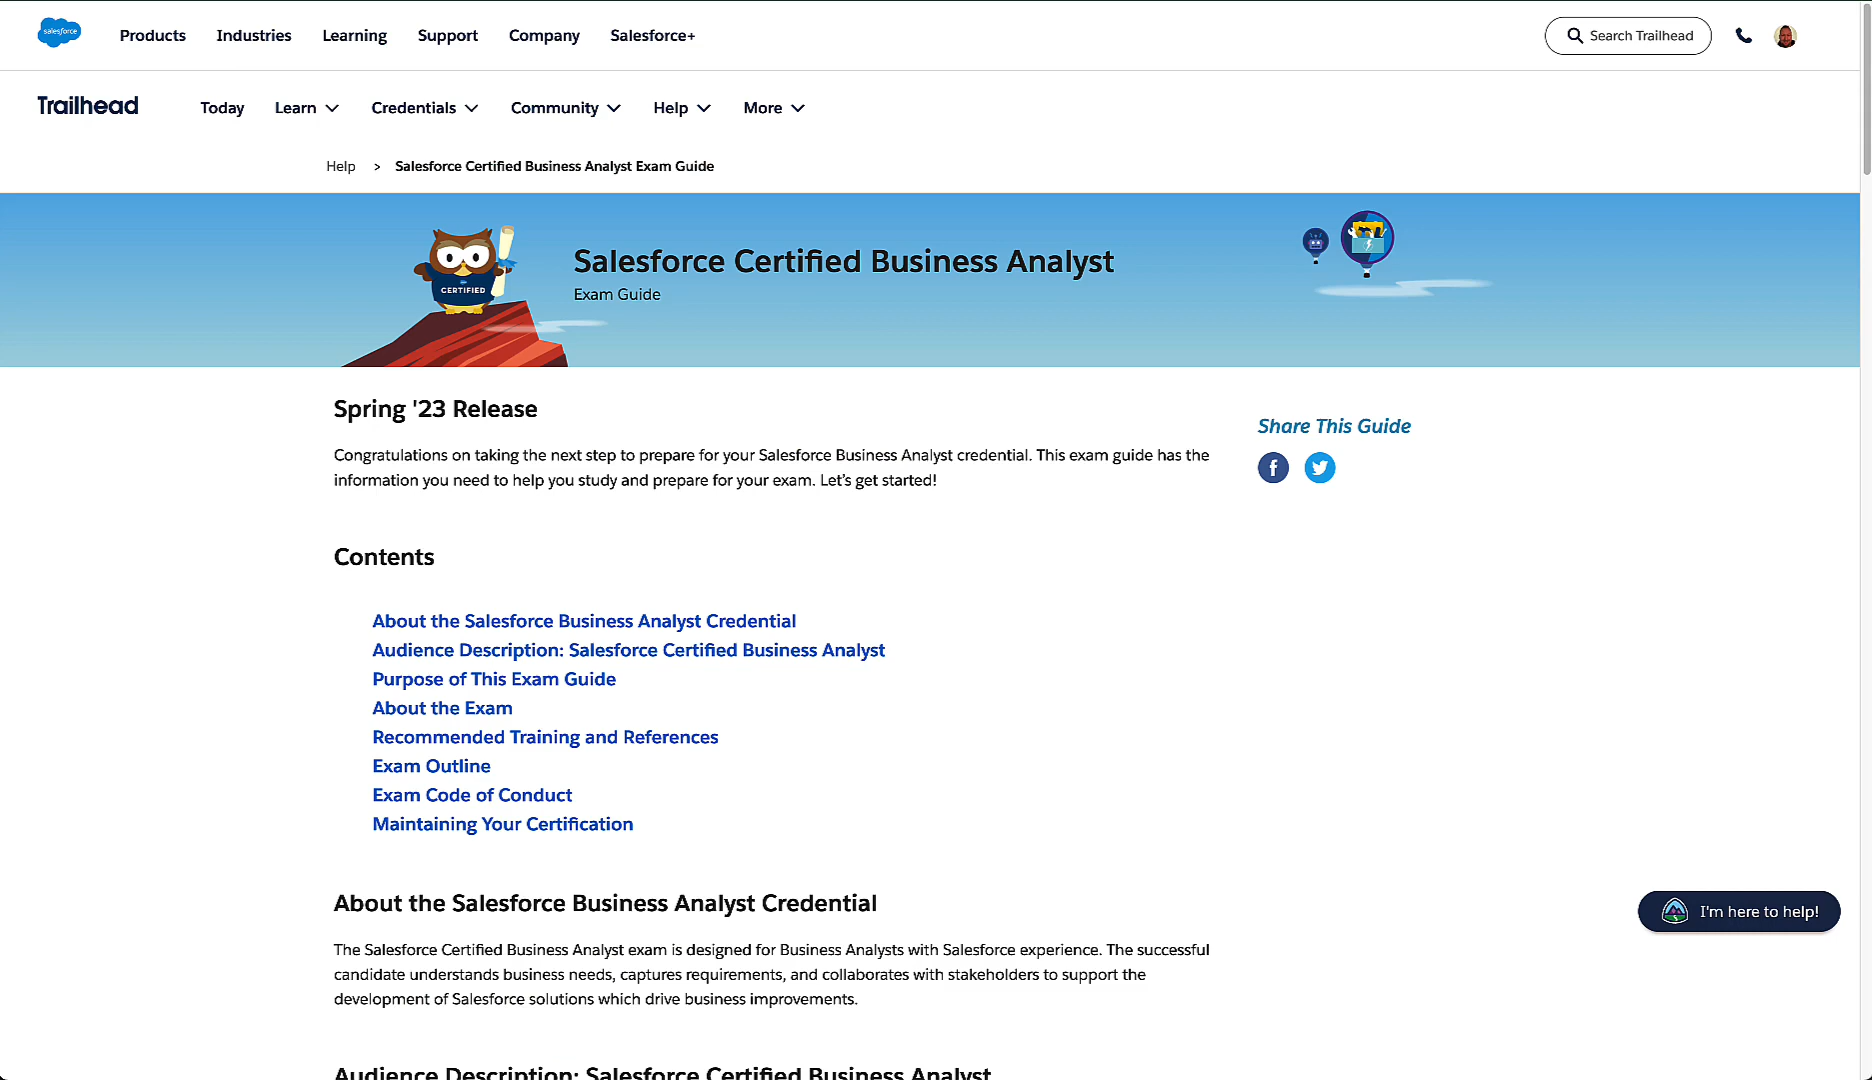 salesforce
Products Industries Learning Support Company Salesforce+
Search Trailhead
Trailhead
Today Learn Credentials Community Help More
Help > Salesforce Certified Business Analyst Exam Guide
CERTIFIED
Salesforce Certified Business Analyst
Exam Guide
Spring '23 Release
Congratulations on taking the next step to prepare for your Salesforce Business Analyst credential. This exam guide has the
information you need to help you study and prepare for your exam. Let’s get started!
Share This Guide
Contents
About the Salesforce Business Analyst Credential
Audience Description: Salesforce Certified Business Analyst
Purpose of This Exam Guide
About the Exam
Recommended Training and References
Exam Outline
Exam Code of Conduct
Maintaining Your Certification
About the Salesforce Business Analyst Credential
The Salesforce Certified Business Analyst exam is designed for Business Analysts with Salesforce experience. The successful
candidate understands business needs, captures requirements, and collaborates with stakeholders to support the
development of Salesforce solutions which drive business improvements.
I'm here to help!
Audience Description: Salesforce Certified Business Analyst